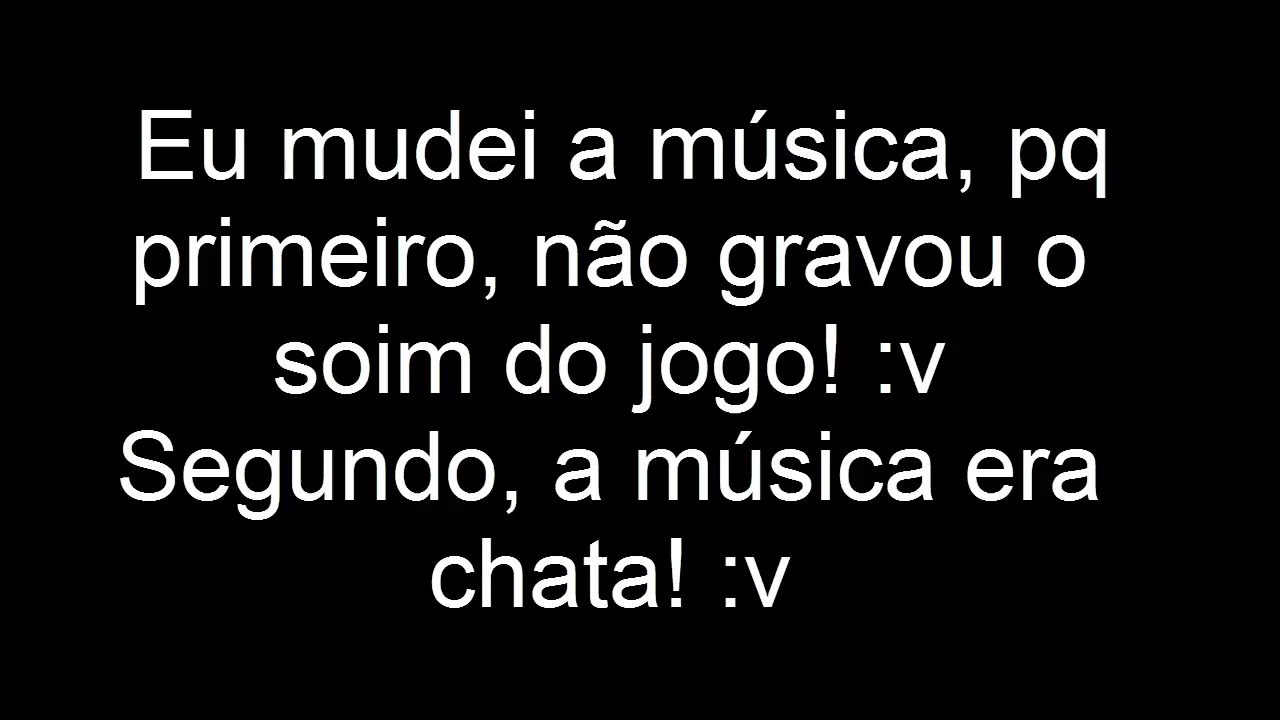 Eu mudei a música, pq
primeiro, não gravou o
soim do jogo! :v
Segundo, a música era
chata! :v